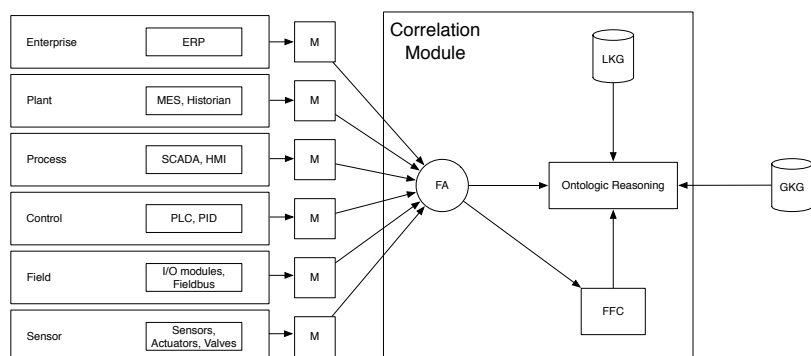 Enterprise
ERP
M
Plant
MES, Historian
M
Process
SCADA, HMI
M
Control
PLC, PID
M
Field
I/O modules,
Fieldbus
M
Sensor
Sensors,
Actuators, Valves
M
Correlation
Module
LKG
FA
Ontologic Reasoning
GKG
FFC